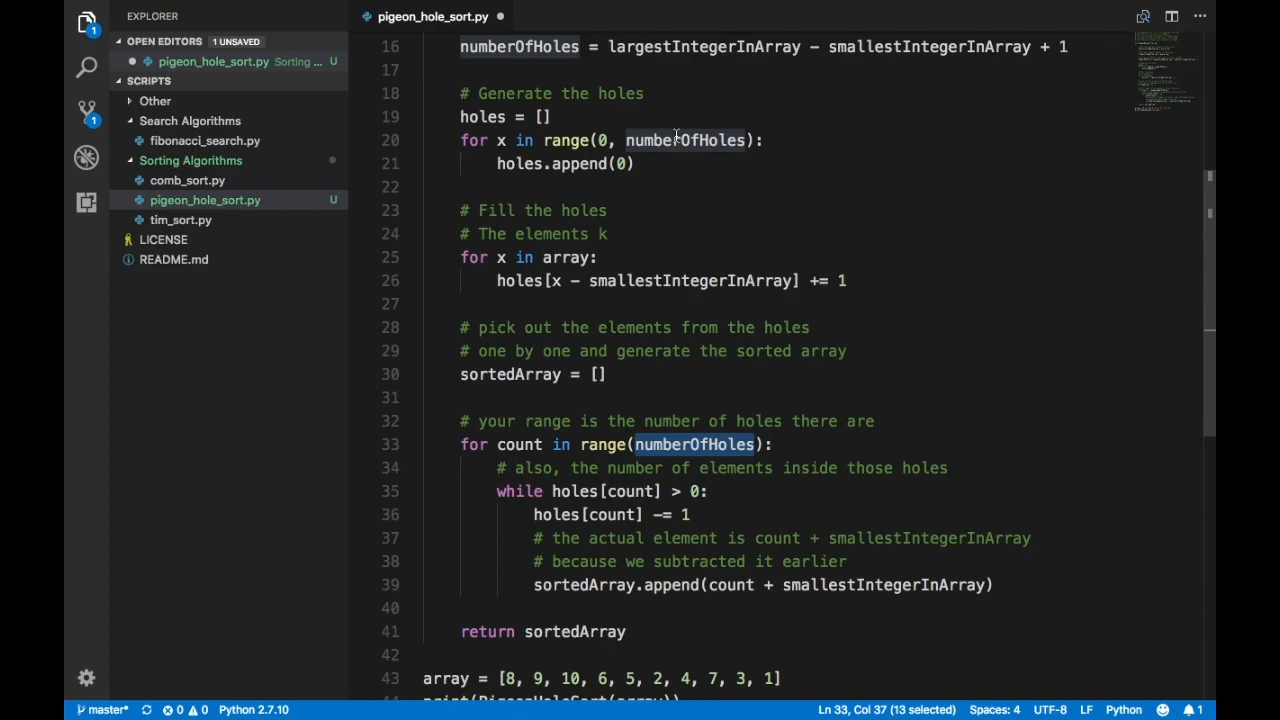 EXPLORER
pigeon_hole_sort.py
1
OPEN EDITORS 1 UNSAVED
pigeon_hole_sort.py Sorting ... U
SCRIPTS
Other
Search Algorithms
fibonacci_search.py
Sorting Algorithms
comb_sort.py
pigeon_hole_sort.py U
tim_sort.py
LICENSE
README.md
1
16 numberOfHoles = largestIntegerInArray - smallestIntegerInArray + 1
17
18 # Generate the holes
19 holes = []
20 for x in range(0, numberOfHoles):
21 holes.append(0)
22
23 # Fill the holes
24 # The elements k
25 for x in array:
26 holes[x - smallestIntegerInArray] += 1
27
28 # pick out the elements from the holes
29 # one by one and generate the sorted array
30 sortedArray = []
31
32 # your range is the number of holes there are
33 for count in range(numberOfHoles):
34 # also, the number of elements inside those holes
35 while holes[count] > 0:
36 holes[count] -= 1
37 # the actual element is count + smallestIntegerInArray
38 # because we subtracted it earlier
39 sortedArray.append(count + smallestIntegerInArray)
40
41 return sortedArray
42
43 array = [8, 9, 10, 6, 5, 2, 4, 7, 3, 1]
44 print(PigeonHoleSort(array))
master* 0 0 Python 2.7.10 Ln 33, Col 37 (13 selected) Spaces: 4 UTF-8 LF Python 1